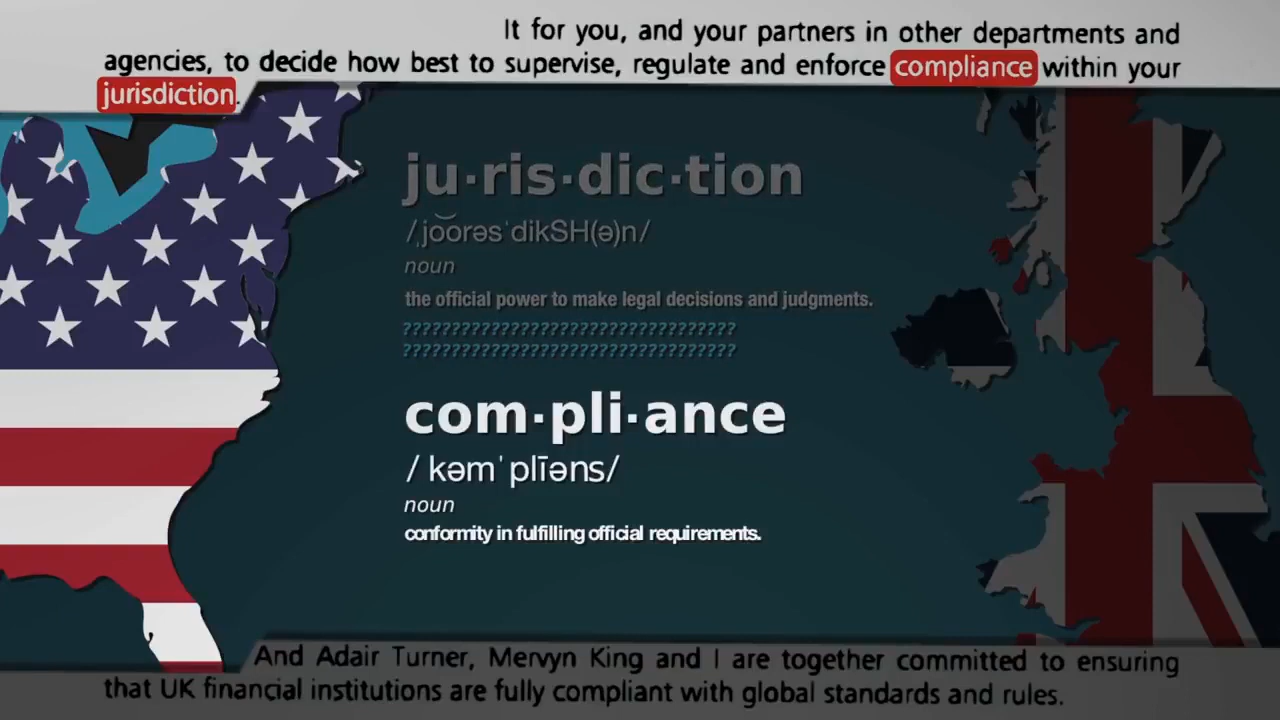 It for you, and your partners in other departments and
agencies, to decide how best to supervise, regulate and enforce compliance within your
jurisdiction.
ju·ris·dic·tion
/ˌjo͝orəsˈdikSH(ə)n/
noun
the official power to make legal decisions and judgments.
??????????????????????????????????
??????????????????????????????????
com·pli·ance
/ kəmˈplīəns/
noun
conformity in fulfilling official requirements.
And Adair Turner, Mervyn King and I are together committed to ensuring
that UK financial institutions are fully compliant with global standards and rules.